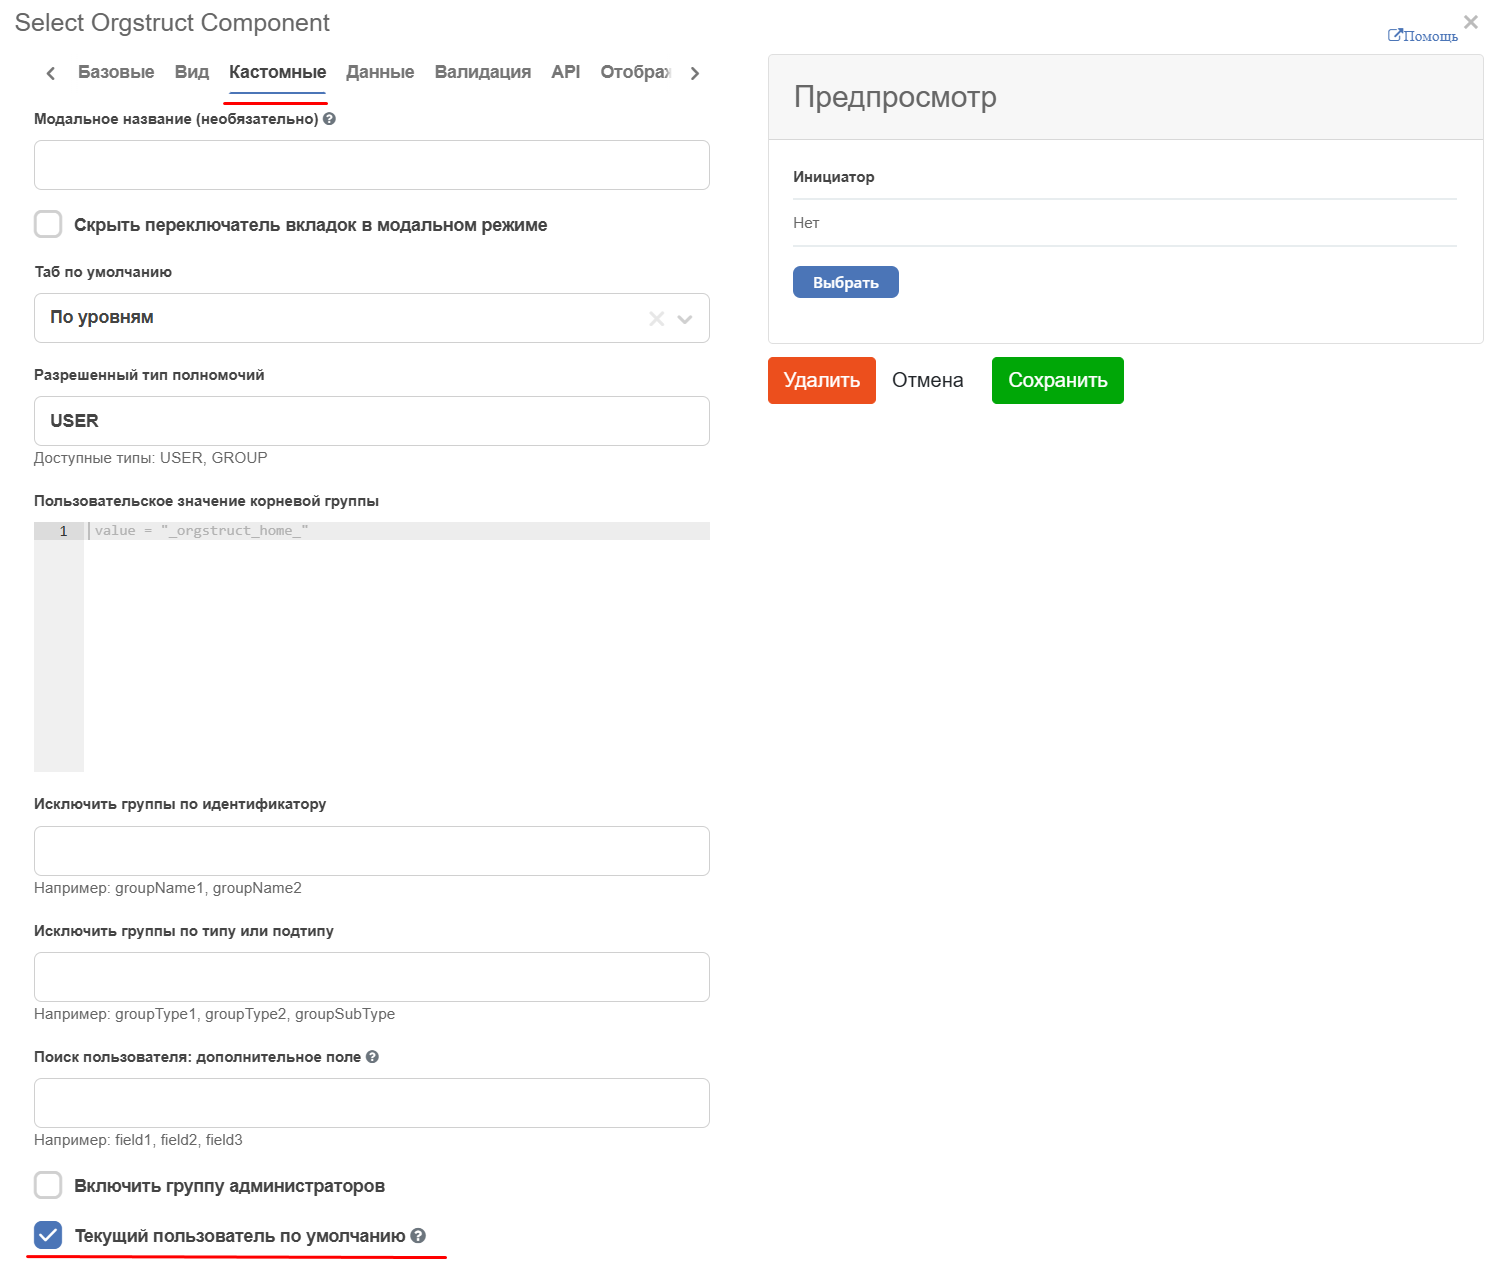 Select Orgstruct Component
Помощь
Базовые Вид Кастомные Данные Валидация API Отображ
Модальное название (необязательно)
Скрыть переключатель вкладок в модальном режиме
Таб по умолчанию
По уровням
Разрешенный тип полномочий
USER
Доступные типы: USER, GROUP
Пользовательское значение корневой группы
1 value = "_orgstruct_home_"
Исключить группы по идентификатору
Например: groupName1, groupName2
Исключить группы по типу или подтипу
Например: groupType1, groupType2, groupSubType
Поиск пользователя: дополнительное поле
Например: field1, field2, field3
Включить группу администраторов
Текущий пользователь по умолчанию
Предпросмотр
Инициатор
Нет
Выбрать
Удалить Отмена Сохранить